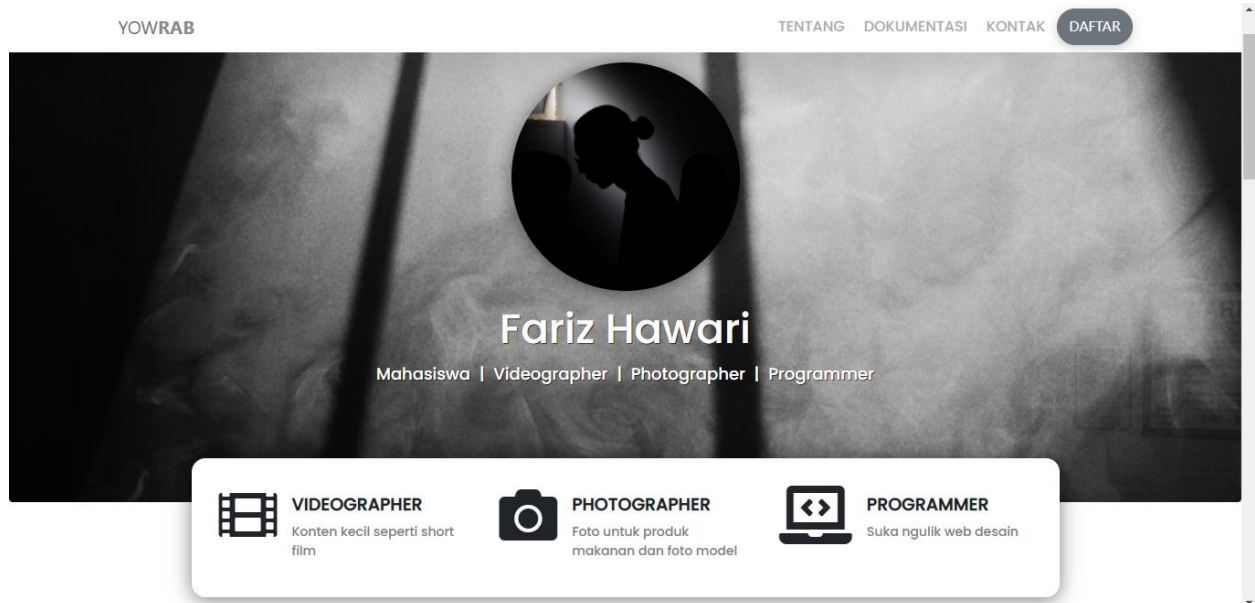 YOWRAB
TENTANG DOKUMENTASI KONTAK DAFTAR
Fariz Hawari
Mahasiswa | Videographer | Photographer | Programmer
VIDEOGRAPHER
Konten kecil seperti short
film
PHOTOGRAPHER
Foto untuk produk
makanan dan foto model
PROGRAMMER
Suka ngulik web desain